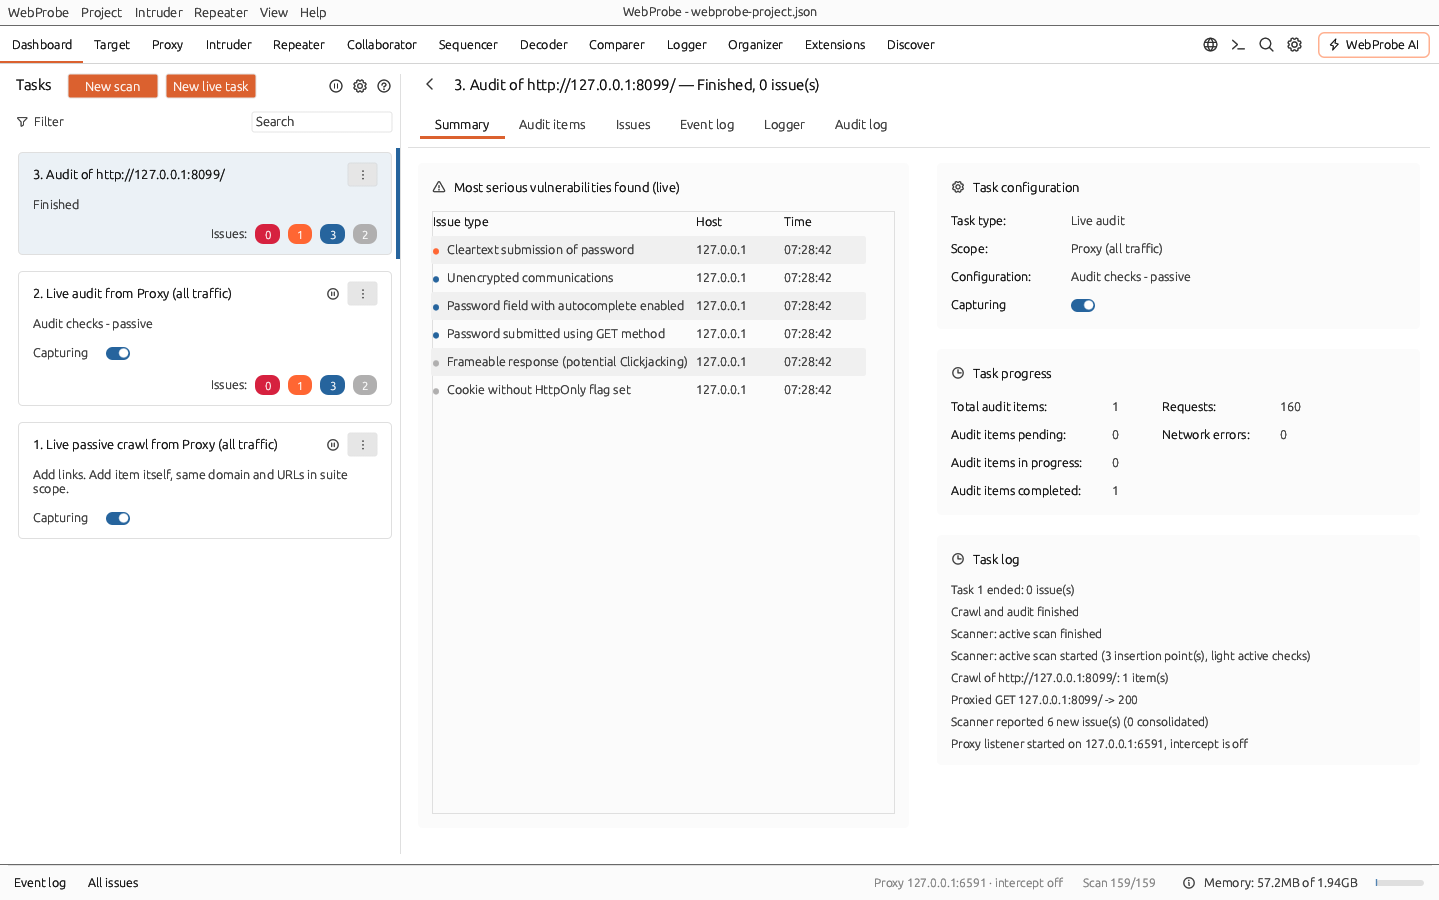 WebProbe Project Intruder Repeater View Help
WebProbe - webprobe-project.json
Dashboard Target Proxy Intruder Repeater Collaborator Sequencer Decoder Comparer Logger Organizer Extensions Discover
WebProbe AI
Tasks New scan New live task
Filter Search
3. Audit of http://127.0.0.1:8099/
Finished
Issues: 0 1 3 2
2. Live audit from Proxy (all traffic)
Audit checks - passive
Capturing
Issues: 0 1 3 2
1. Live passive crawl from Proxy (all traffic)
Add links. Add item itself, same domain and URLs in suite
scope.
Capturing
3. Audit of http://127.0.0.1:8099/ — Finished, 0 issue(s)
Summary Audit items Issues Event log Logger Audit log
Most serious vulnerabilities found (live)
Issue type Host Time
Cleartext submission of password 127.0.0.1 07:28:42
Unencrypted communications 127.0.0.1 07:28:42
Password field with autocomplete enabled 127.0.0.1 07:28:42
Password submitted using GET method 127.0.0.1 07:28:42
Frameable response (potential Clickjacking) 127.0.0.1 07:28:42
Cookie without HttpOnly flag set 127.0.0.1 07:28:42
Task configuration
Task type: Live audit
Scope: Proxy (all traffic)
Configuration: Audit checks - passive
Capturing
Task progress
Total audit items: 1 Requests: 160
Audit items pending: 0 Network errors: 0
Audit items in progress: 0
Audit items completed: 1
Task log
Task 1 ended: 0 issue(s)
Crawl and audit finished
Scanner: active scan finished
Scanner: active scan started (3 insertion point(s), light active checks)
Crawl of http://127.0.0.1:8099/: 1 item(s)
Proxied GET 127.0.0.1:8099/ -> 200
Scanner reported 6 new issue(s) (0 consolidated)
Proxy listener started on 127.0.0.1:6591, intercept is off
Event log All issues
Proxy 127.0.0.1:6591 · intercept off Scan 159/159 Memory: 57.2MB of 1.94GB